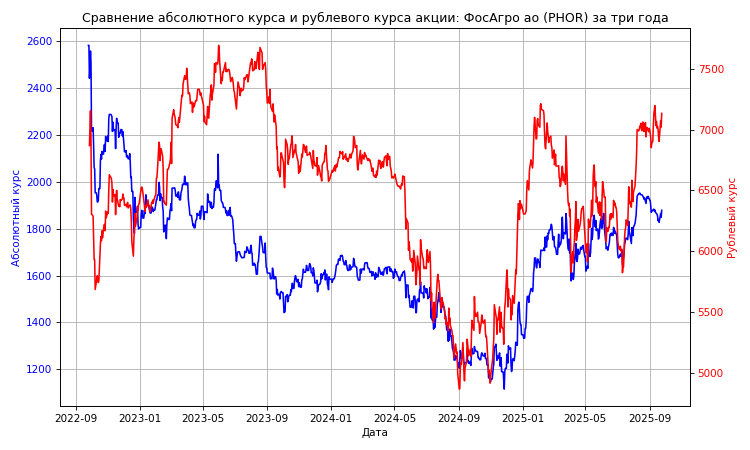 Сравнение абсолютного курса и рублевого курса акции: ФосАгро ао (PHOR) за три года
2600
2400
2200
2000
1800
1600
1400
1200
Абсолютный курс
7500
7000
6500
6000
5500
5000
Рублевый курс
2022-09 2023-01 2023-05 2023-09 2024-01 2024-05 2024-09 2025-01 2025-05 2025-09
Дата